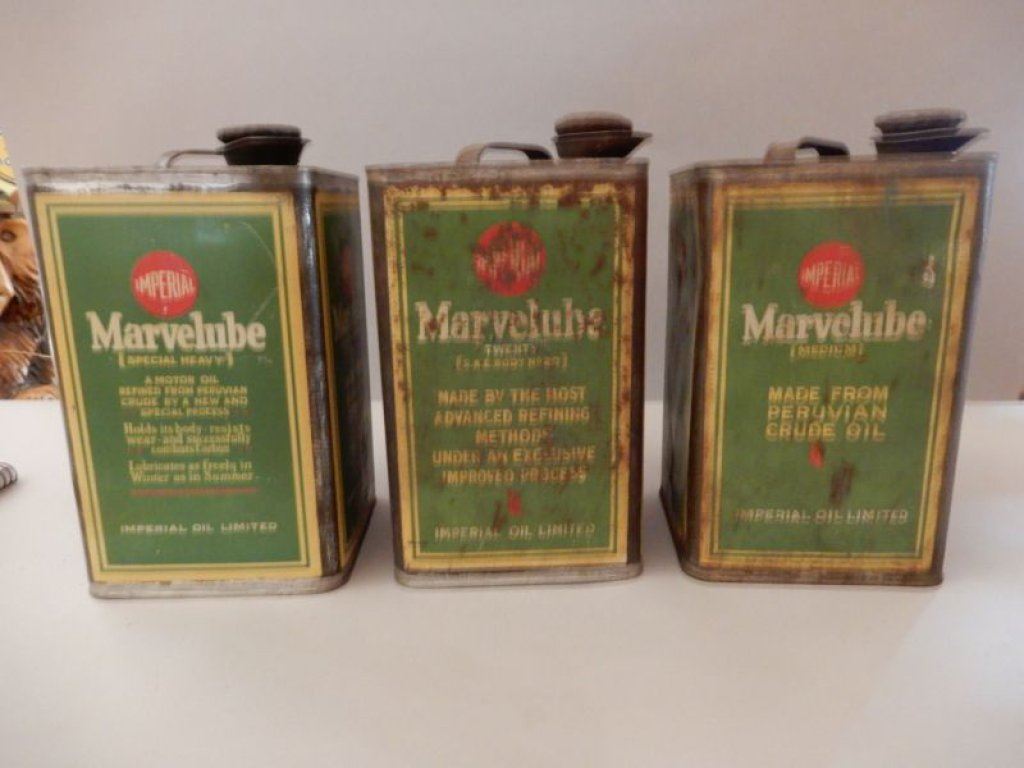 IMPERIAL
Marvelube
[SPECIAL HEAVY]
A MOTOR OIL
REFINED FROM PERUVIAN
CRUDE BY A NEW AND
SPECIAL PROCESS
Holds its body - resists
wear - and successfully
combats carbon
Lubricates as freely in
Winter as in Summer.
IMPERIAL OIL LIMITED
IMPERIAL
Marvelube
TWENTY
[S.A.E. BODY NO 20]
MADE BY THE MOST
ADVANCED REFINING
METHODS
UNDER AN EXCLUSIVE
IMPROVED PROCESS
IMPERIAL OIL LIMITED
IMPERIAL
Marvelube
[MEDIUM]
MADE FROM
PERUVIAN
CRUDE OIL
IMPERIAL OIL LIMITED